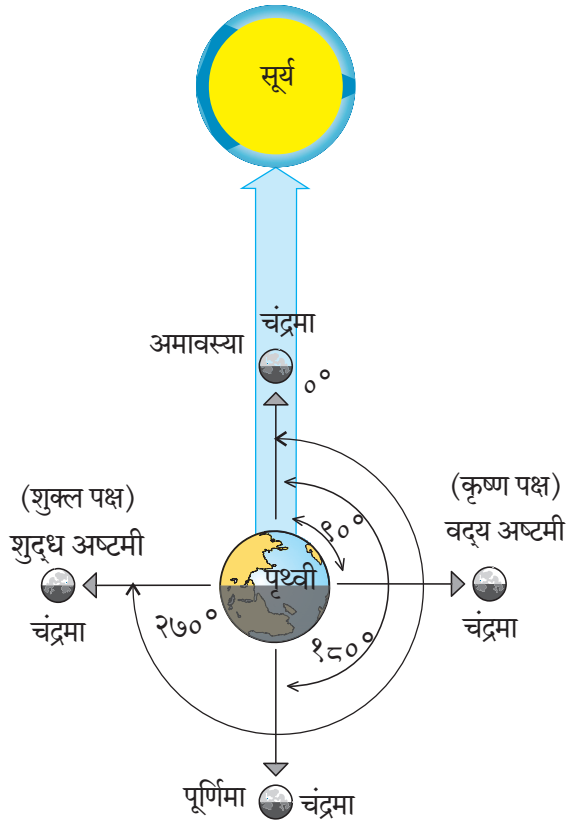 सूर्य
चंद्रमा
अमावस्या
०°
(शुक्ल पक्ष)
शुद्ध अष्टमी
चंद्रमा
(कृष्ण पक्ष)
वद्य अष्टमी
चंद्रमा
९०°
पृथ्वी
२७०°
१८०°
पूर्णिमा
चंद्रमा